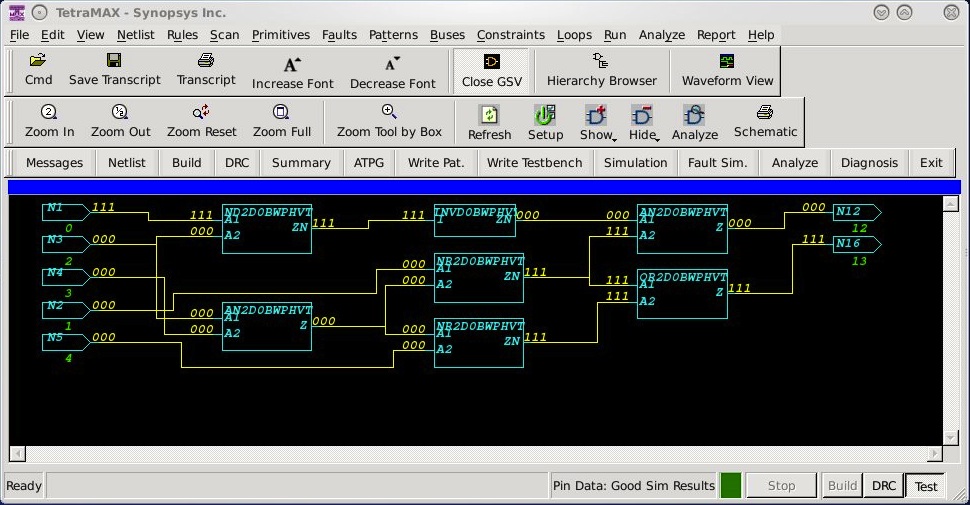 TetraMAX - Synopsys Inc.
File Edit View Netlist Rules Scan Primitives Faults Patterns Buses Constraints Loops Run Analyze Report Help
Cmd Save Transcript Transcript Increase Font Decrease Font Close GSV Hierarchy Browser Waveform View
Zoom In Zoom Out Zoom Reset Zoom Full Zoom Tool by Box Refresh Setup Show Hide Analyze Schematic
Messages Netlist Build DRC Summary ATPG Write Pat. Write Testbench Simulation Fault Sim. Analyze Diagnosis Exit
N1 111 ND2D0BWPHVT INVD0BWPHVT AN2D0BWPHVT 000 N12
111 A1 ZN 111 111 I ZN 000 000 A1 Z 000
0 000 A2 111 A2 12
N3 000 111 N16
2 13
N4 000 000 A1 NR2D0BWPHVT ZN 111 OR2D0BWPHVT
3 000 A2 111 A1 Z 111
N2 000 AN2D0BWPHVT 111 A2
000 A1 Z 000
1 000 A2 NR2D0BWPHVT
N5 000 000 A1 ZN 111
4 000 A2
Ready Pin Data: Good Sim Results Stop Build DRC Test